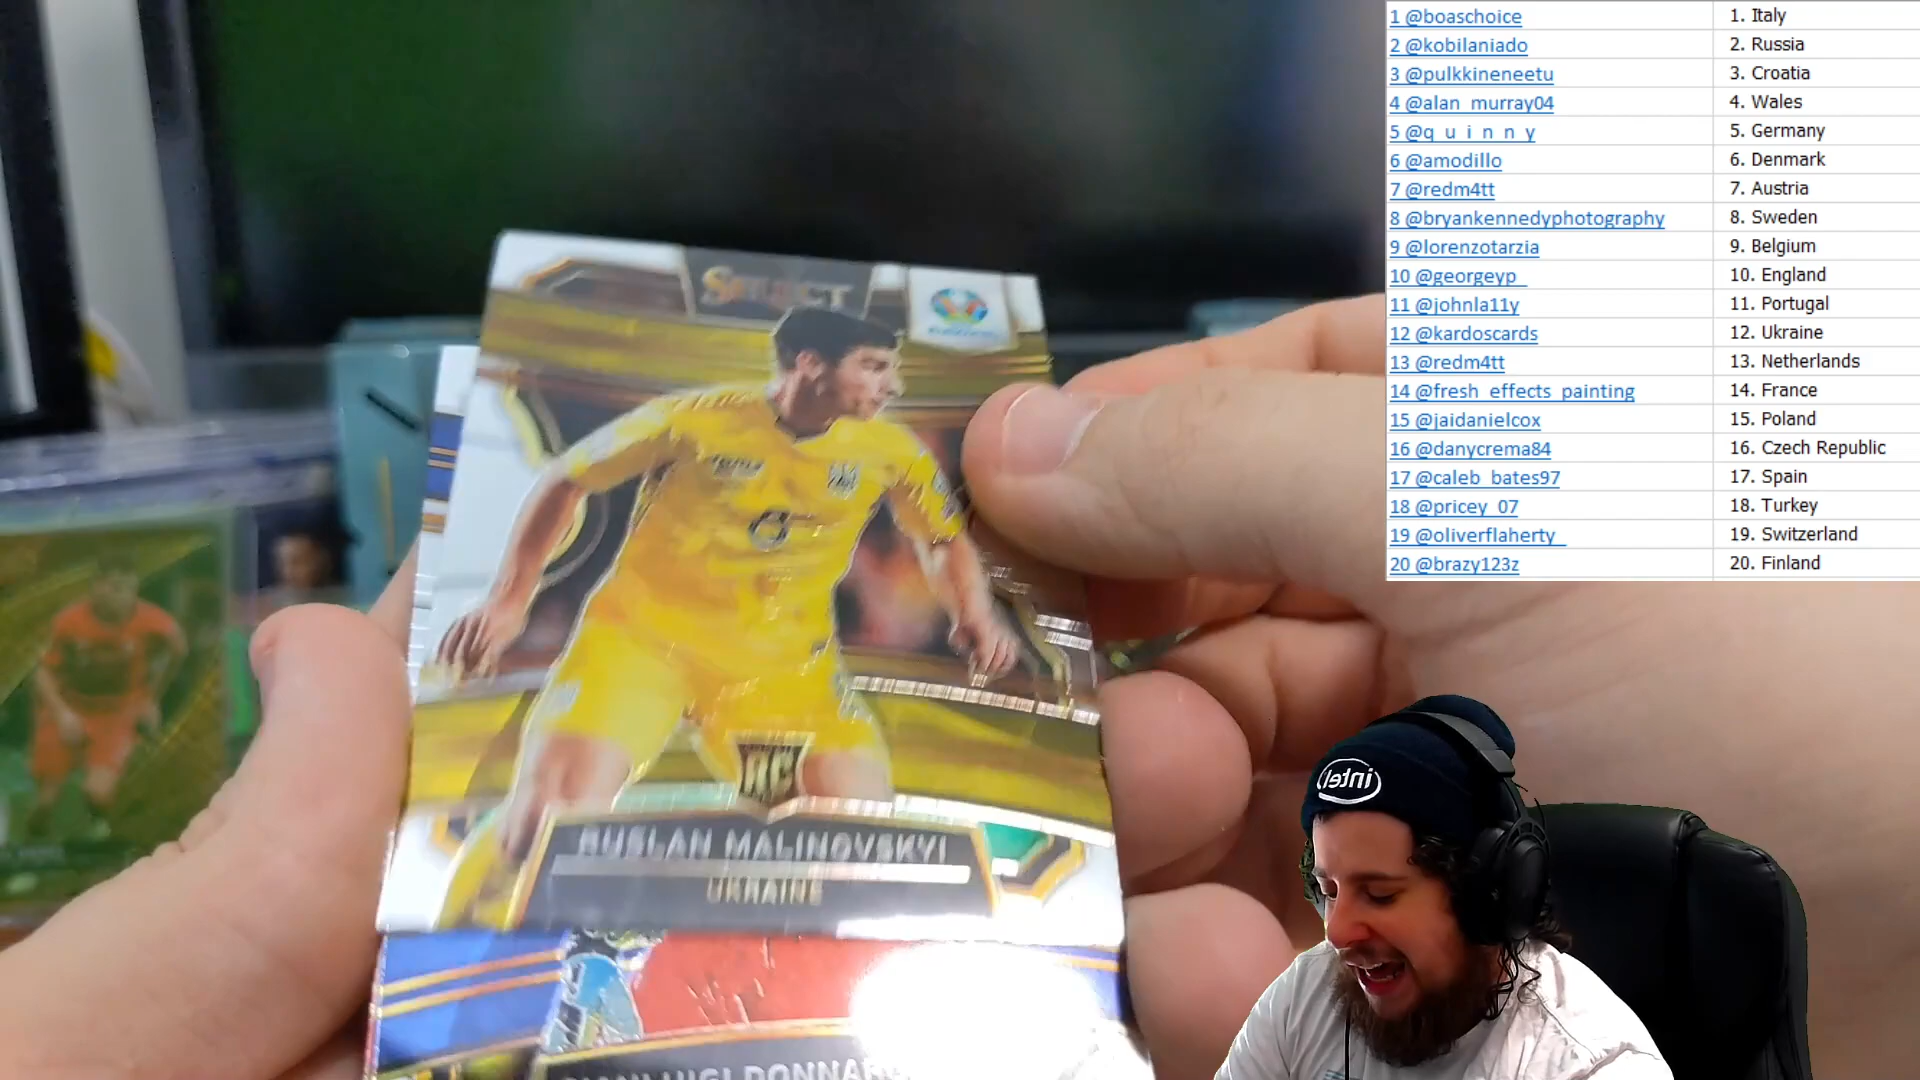 1 @boaschoice 1. Italy
2 @kobilaniado 2. Russia
3 @pulkkineneetu 3. Croatia
4 @alan_murray04 4. Wales
5 @q_u_i_n_n_y 5. Germany
6 @amodillo 6. Denmark
7 @redm4tt 7. Austria
8 @bryankennedyphotography 8. Sweden
9 @lorenzotarzia 9. Belgium
10 @georgeyp_ 10. England
11 @johnla11y 11. Portugal
12 @kardoscards 12. Ukraine
13 @redm4tt 13. Netherlands
14 @fresh_effects_painting 14. France
15 @jaidanielcox 15. Poland
16 @danycrema84 16. Czech Republic
17 @caleb_bates97 17. Spain
18 @pricey_07 18. Turkey
19 @oliverflaherty_ 19. Switzerland
20 @brazy123z 20. Finland
SELECT
RC
RUSLAN MALINOVSKYI
UKRAINE
GIANLUIGI
intel